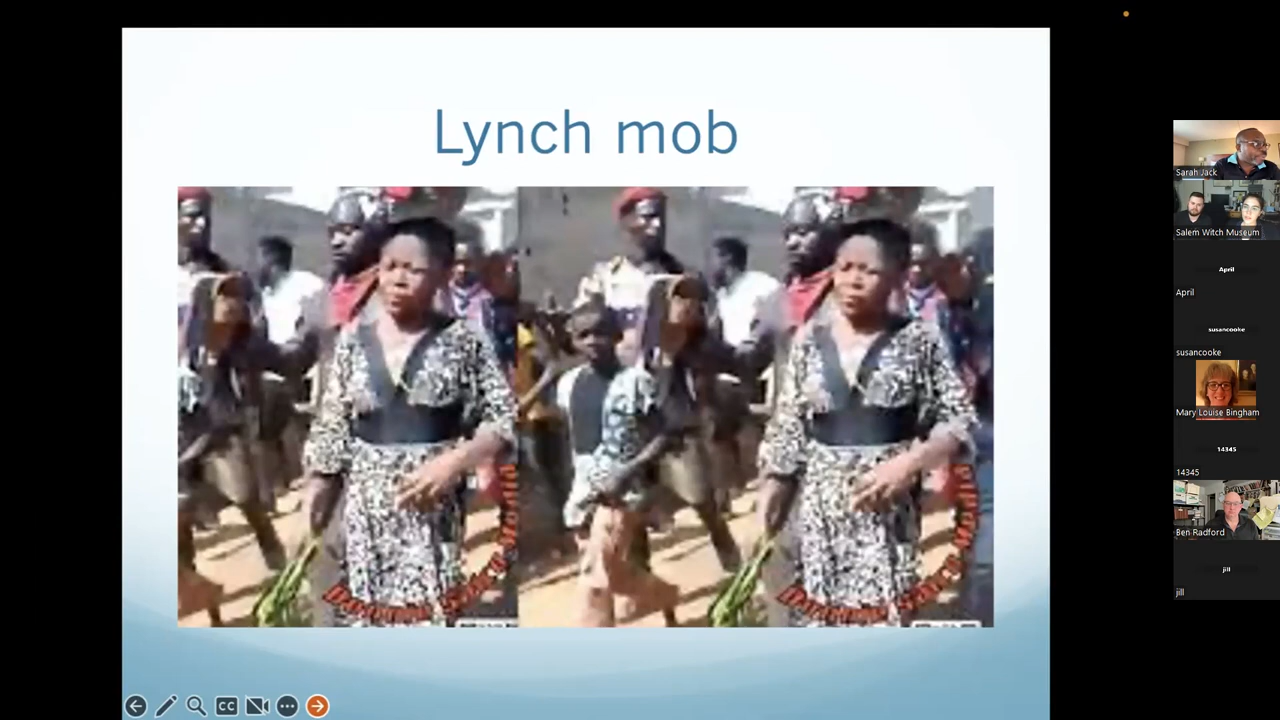 Lynch mob
CC
Sarah Jack
Salem Witch Museum
April
April
susancooke
susancooke
Mary Louise Bingham
14345
14345
Ben Radford
jill
jill